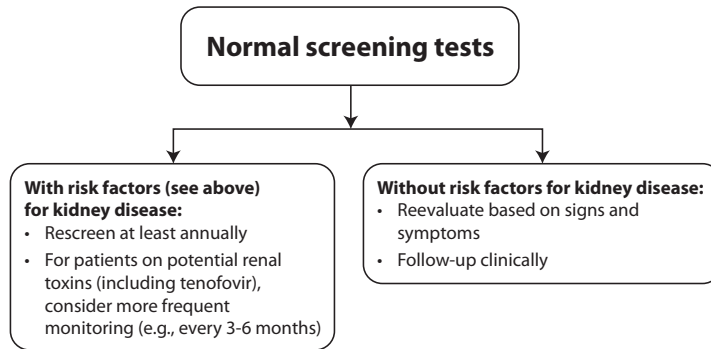 Normal screening tests
With risk factors (see above)
for kidney disease:
• Rescreen at least annually
• For patients on potential renal
toxins (including tenofovir),
consider more frequent
monitoring (e.g., every 3-6 months)
Without risk factors for kidney disease:
• Reevaluate based on signs and
symptoms
• Follow-up clinically